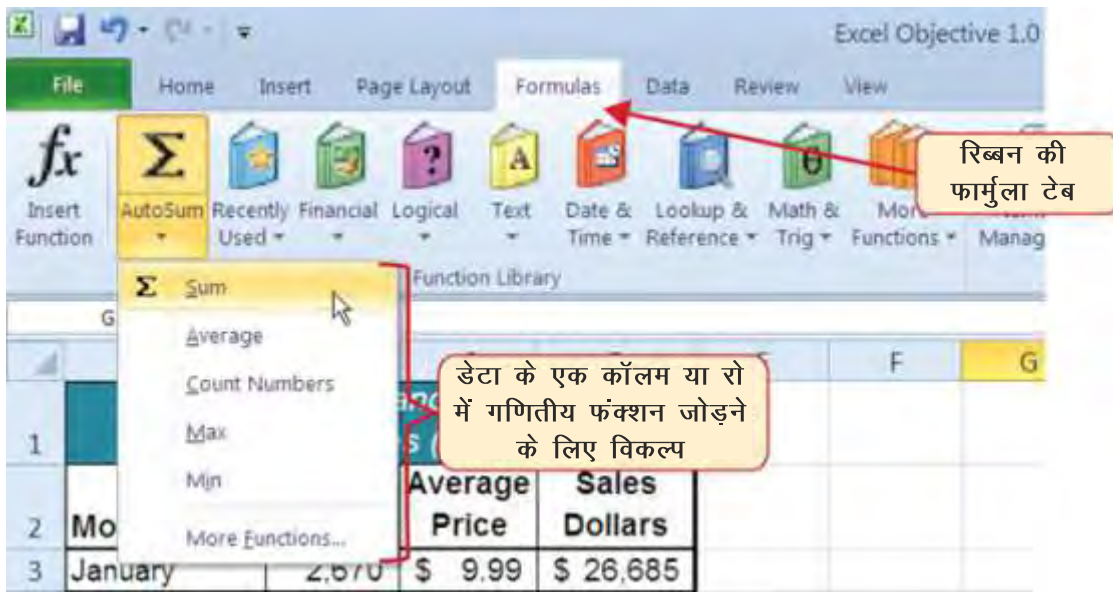 Excel Objective 1.0
File Home Insert Page Layout Formulas Data Review View
fx Σ ? A θ
Insert Function AutoSum Recently Used Financial Logical Text Date & Time Lookup & Reference Math & Trig More Functions Manag
रिब्बन की
फार्मुला टेब
Function Library
Σ Sum
Average
Count Numbers
Max
Min
More Functions...
G
F G
डेटा के एक कॉलम या रो
में गणितीय फंक्शन जोड़ने
के लिए विकल्प
1
2 Mo Average Price Sales Dollars
3 January 2,670 $ 9.99 $ 26,685